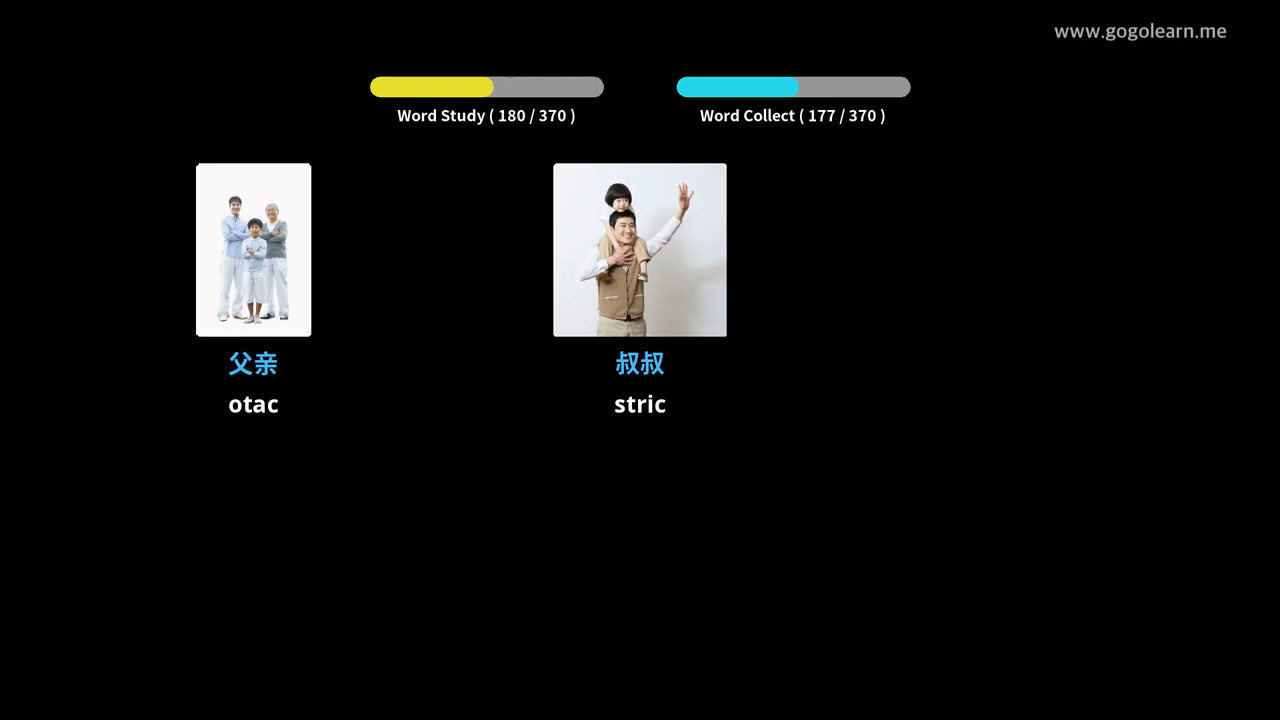 www.gogolearn.me
Word Study ( 180 / 370 )
Word Collect ( 177 / 370 )
父亲
otac
叔叔
stric